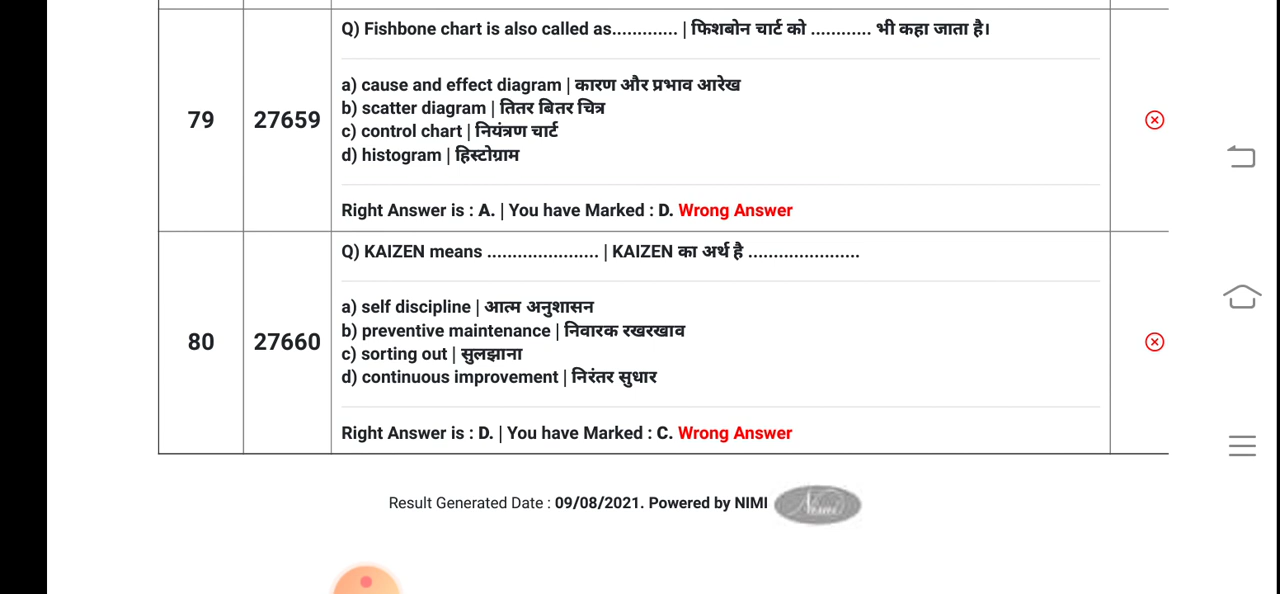 79
27659
Q) Fishbone chart is also called as............. | फिशबोन चार्ट को ............ भी कहा जाता है।
a) cause and effect diagram | कारण और प्रभाव आरेख
b) scatter diagram | तितर बितर चित्र
c) control chart | नियंत्रण चार्ट
d) histogram | हिस्टोग्राम
Right Answer is : A. | You have Marked : D. Wrong Answer
80
27660
Q) KAIZEN means ...................... | KAIZEN का अर्थ है ......................
a) self discipline | आत्म अनुशासन
b) preventive maintenance | निवारक रखरखाव
c) sorting out | सुलझाना
d) continuous improvement | निरंतर सुधार
Right Answer is : D. | You have Marked : C. Wrong Answer
Result Generated Date : 09/08/2021. Powered by NIMI
Nimi